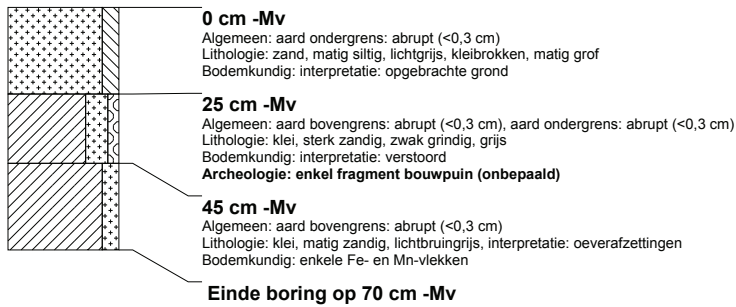 0 cm -Mv
Algemeen: aard ondergrens: abrupt (<0,3 cm)
Lithologie: zand, matig siltig, lichtgrijs, kleibrokken, matig grof
Bodemkundig: interpretatie: opgebrachte grond
25 cm -Mv
Algemeen: aard bovengrens: abrupt (<0,3 cm), aard ondergrens: abrupt (<0,3 cm)
Lithologie: klei, sterk zandig, zwak grindig, grijs
Bodemkundig: interpretatie: verstoord
Archeologie: enkel fragment bouwpuin (onbepaald)
45 cm -Mv
Algemeen: aard bovengrens: abrupt (<0,3 cm)
Lithologie: klei, matig zandig, lichtbruingrijs, interpretatie: oeverafzettingen
Bodemkundig: enkele Fe- en Mn-vlekken
Einde boring op 70 cm -Mv